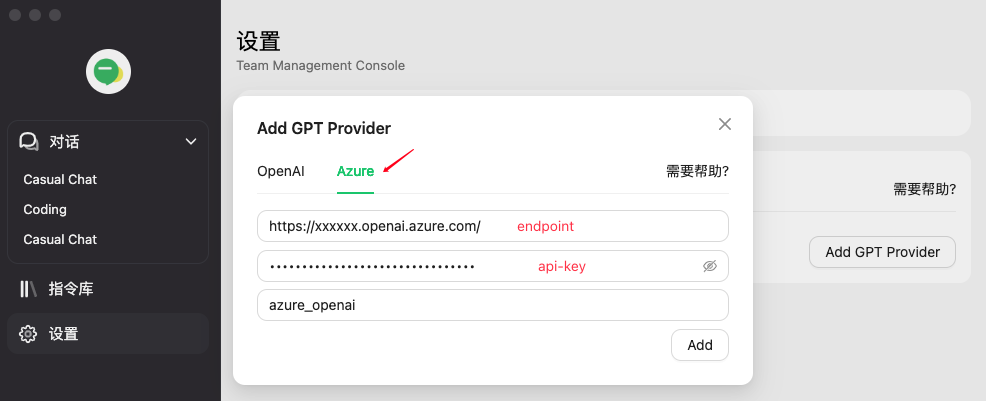 设置
Team Management Console
对话
Casual Chat
Coding
Casual Chat
指令库
设置
Add GPT Provider
OpenAI Azure 需要帮助?
https://xxxxxx.openai.azure.com/ endpoint
•••••••••••••••••••••••••••••••• api-key
azure_openai
Add
需要帮助?
Add GPT Provider